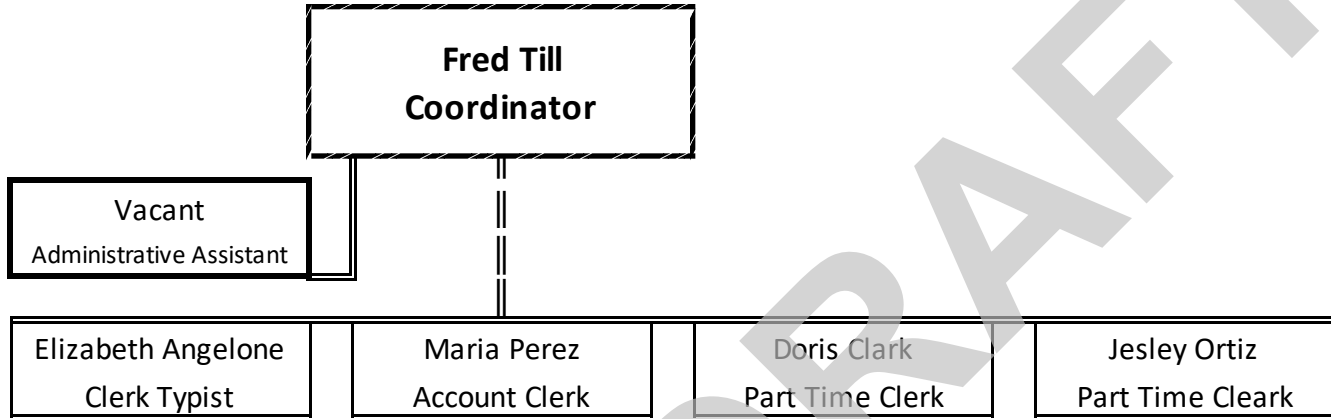 Fred Till
Coordinator
Vacant
Administrative Assistant
Elizabeth Angelone
Clerk Typist
Maria Perez
Account Clerk
Doris Clark
Part Time Clerk
Jesley Ortiz
Part Time Cleark
DRAFT